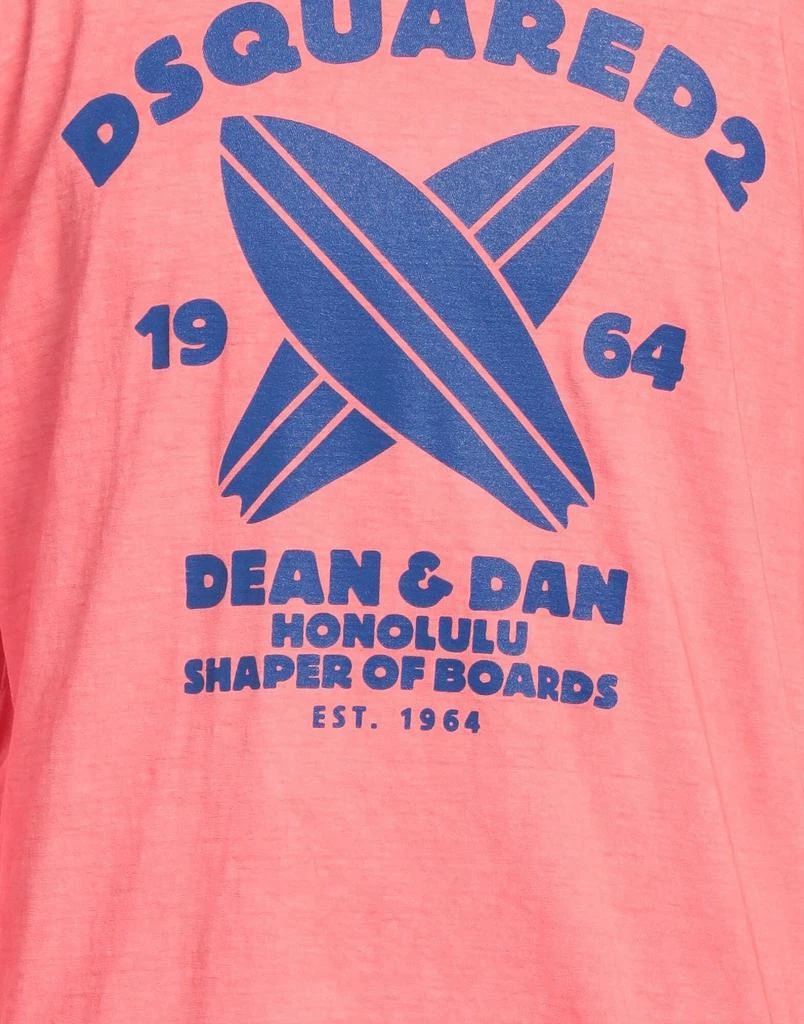 DSQUARED2
19 64
DEAN & DAN
HONOLULU
SHAPER OF BOARDS
EST. 1964